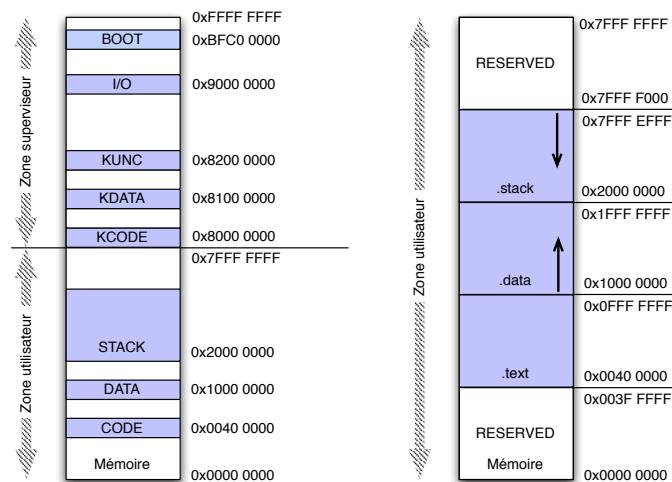 0xFFFF FFFF
BOOT
0xBFC0 0000
I/O
0x9000 0000
KUNC
0x8200 0000
KDATA
0x8100 0000
KCODE
0x8000 0000
0x7FFF FFFF
STACK
0x2000 0000
DATA
0x1000 0000
CODE
0x0040 0000
Mémoire
0x0000 0000
Zone superviseur
Zone utilisateur
0x7FFF FFFF
RESERVED
0x7FFF F000
0x7FFF EFFF
.stack
0x2000 0000
0x1FFF FFFF
.data
0x1000 0000
0x0FFF FFFF
.text
0x0040 0000
0x003F FFFF
RESERVED
Mémoire
0x0000 0000
Zone utilisateur